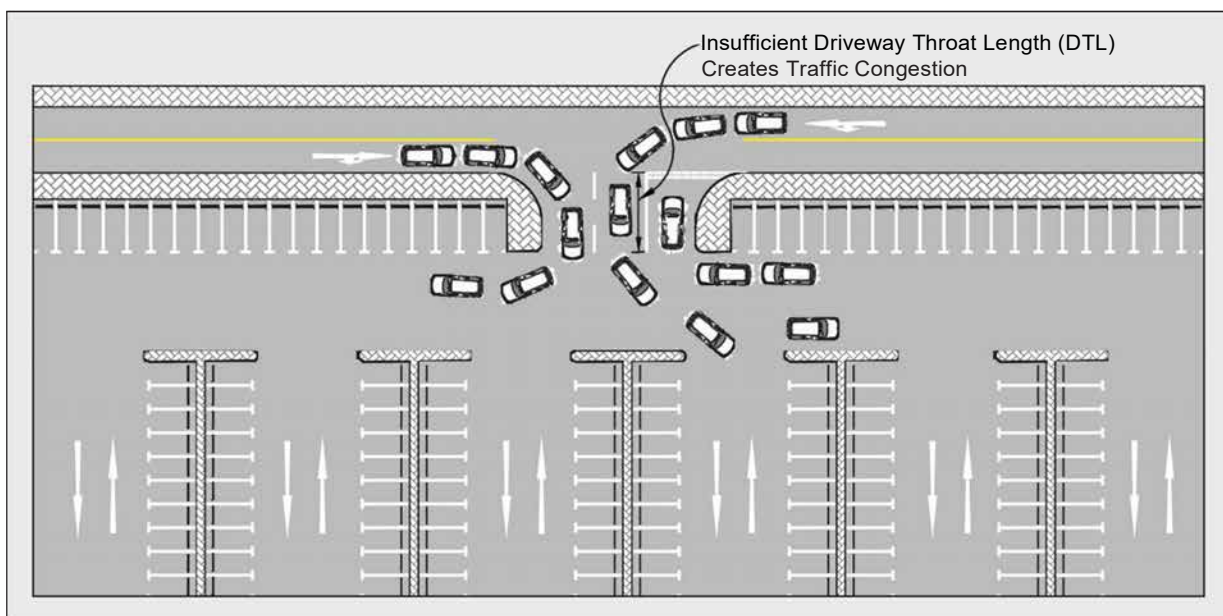 Insufficient Driveway Throat Length (DTL)
Creates Traffic Congestion